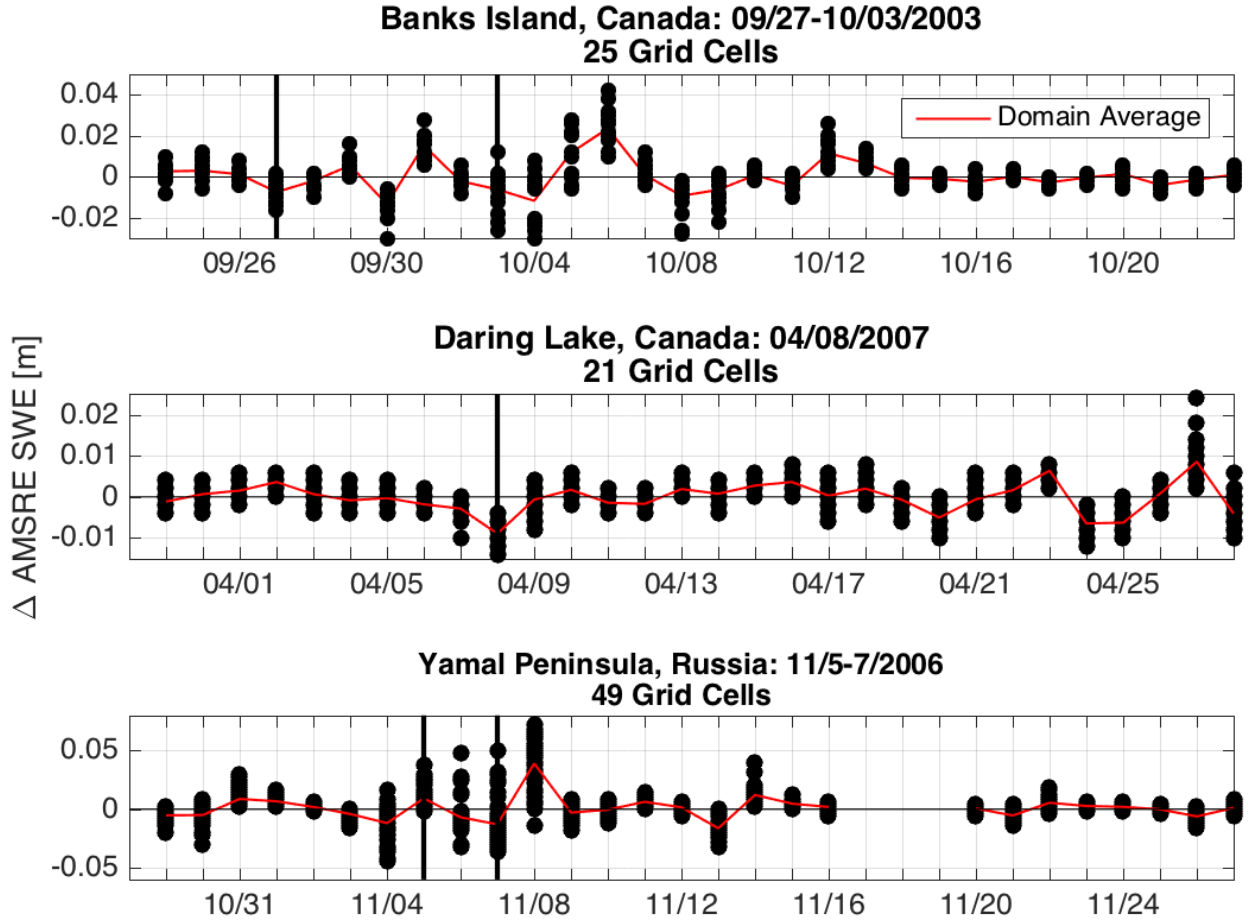 Banks Island, Canada: 09/27-10/03/2003
25 Grid Cells
0.04
0.02
0
-0.02
Domain Average
09/26 09/30 10/04 10/08 10/12 10/16 10/20
Δ AMSRE SWE [m]
Daring Lake, Canada: 04/08/2007
21 Grid Cells
0.02
0.01
0
-0.01
04/01 04/05 04/09 04/13 04/17 04/21 04/25
Yamal Peninsula, Russia: 11/5-7/2006
49 Grid Cells
0.05
0
-0.05
10/31 11/04 11/08 11/12 11/16 11/20 11/24